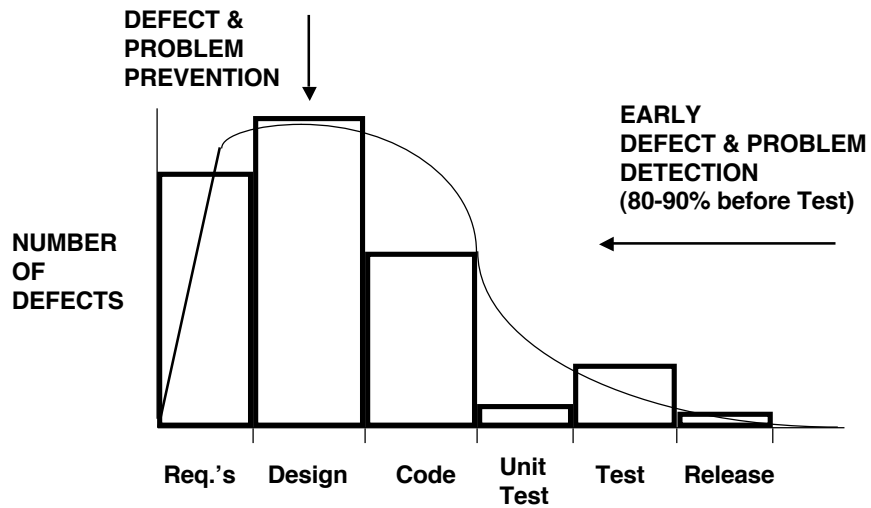 DEFECT &
PROBLEM
PREVENTION
EARLY
DEFECT & PROBLEM
DETECTION
(80-90% before Test)
NUMBER
OF
DEFECTS
Req.'s
Design
Code
Unit
Test
Test
Release